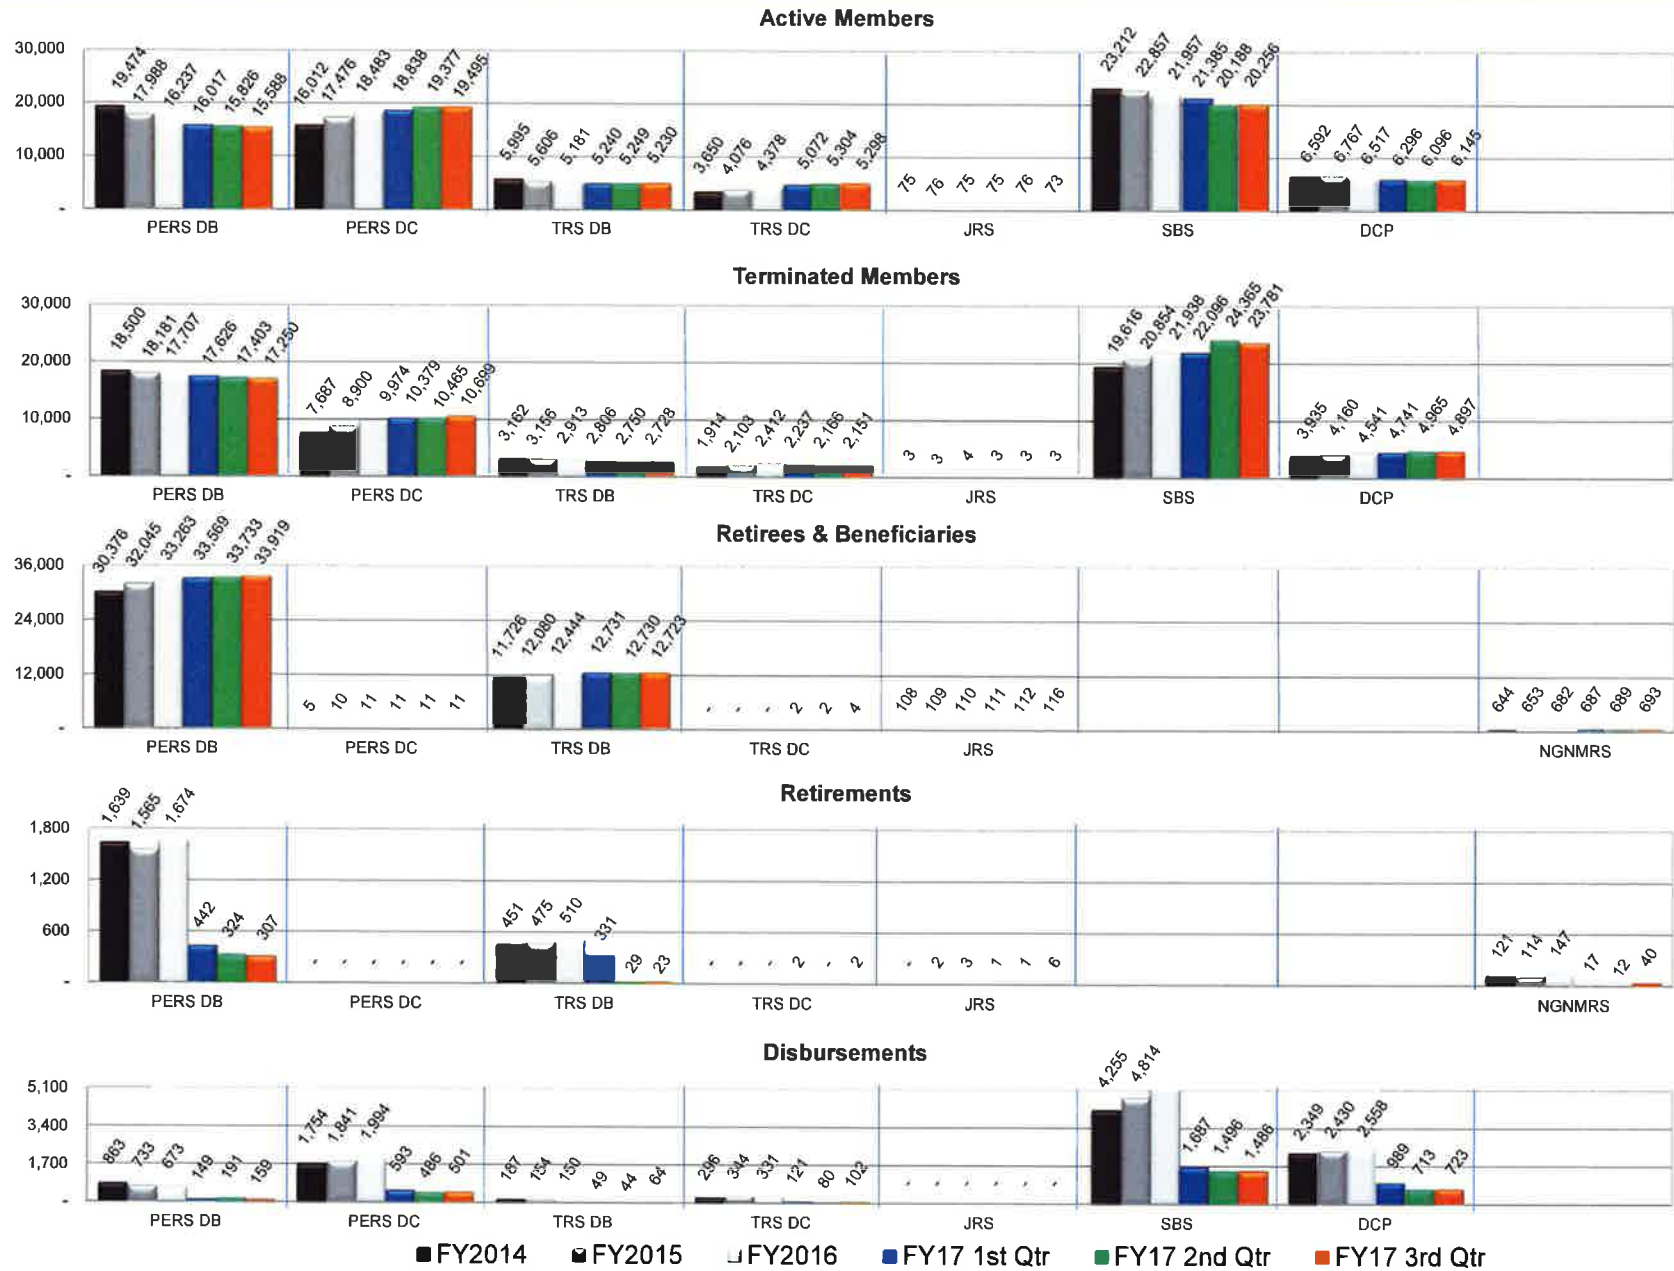 Active Members
30,000
20,000
10,000
-
19,474 17,988 16,237 16,017 15,826 15,588
16,012 17,476 18,483 18,838 19,377 19,495
5,995 5,606 5,181 5,240 5,249 5,230
3,650 4,076 4,378 5,072 5,304 5,298
75 76 75 75 76 73
23,212 22,857 21,957 21,385 20,188 20,256
6,592 6,767 6,517 6,296 6,096 6,145
PERS DB PERS DC TRS DB TRS DC JRS SBS DCP
Terminated Members
30,000
20,000
10,000
-
18,500 18,181 17,707 17,626 17,403 17,250
7,687 8,900 9,974 10,379 10,465 10,699
3,162 3,156 2,913 2,806 2,750 2,728
1,914 2,103 2,412 2,237 2,166 2,151
3 3 4 3 3 3
19,616 20,854 21,938 22,096 24,365 23,781
3,935 4,160 4,541 4,741 4,965 4,897
PERS DB PERS DC TRS DB TRS DC JRS SBS DCP
Retirees & Beneficiaries
36,000
24,000
12,000
-
30,376 32,045 33,263 33,569 33,733 33,919
5 10 11 11 11 11
11,726 12,080 12,444 12,731 12,730 12,723
- - - 2 2 4
108 109 110 111 112 116
644 653 682 687 689 693
PERS DB PERS DC TRS DB TRS DC JRS NGNMRS
Retirements
1,800
1,200
600
-
1,639 1,565 1,674 442 324 307
- - - - - -
451 475 510 331 29 23
- - - 2 - 2
- 2 3 1 1 6
121 114 147 17 12 40
PERS DB PERS DC TRS DB TRS DC JRS NGNMRS
Disbursements
5,100
3,400
1,700
-
863 733 673 149 191 159
1,754 1,841 1,994 593 486 501
187 154 150 49 44 64
296 344 331 121 80 102
- - - - - -
4,255 4,814 1,687 1,496 1,486
2,349 2,430 2,558 989 713 723
PERS DB PERS DC TRS DB TRS DC JRS SBS DCP
FY2014 FY2015 FY2016 FY17 1st Qtr FY17 2nd Qtr FY17 3rd Qtr